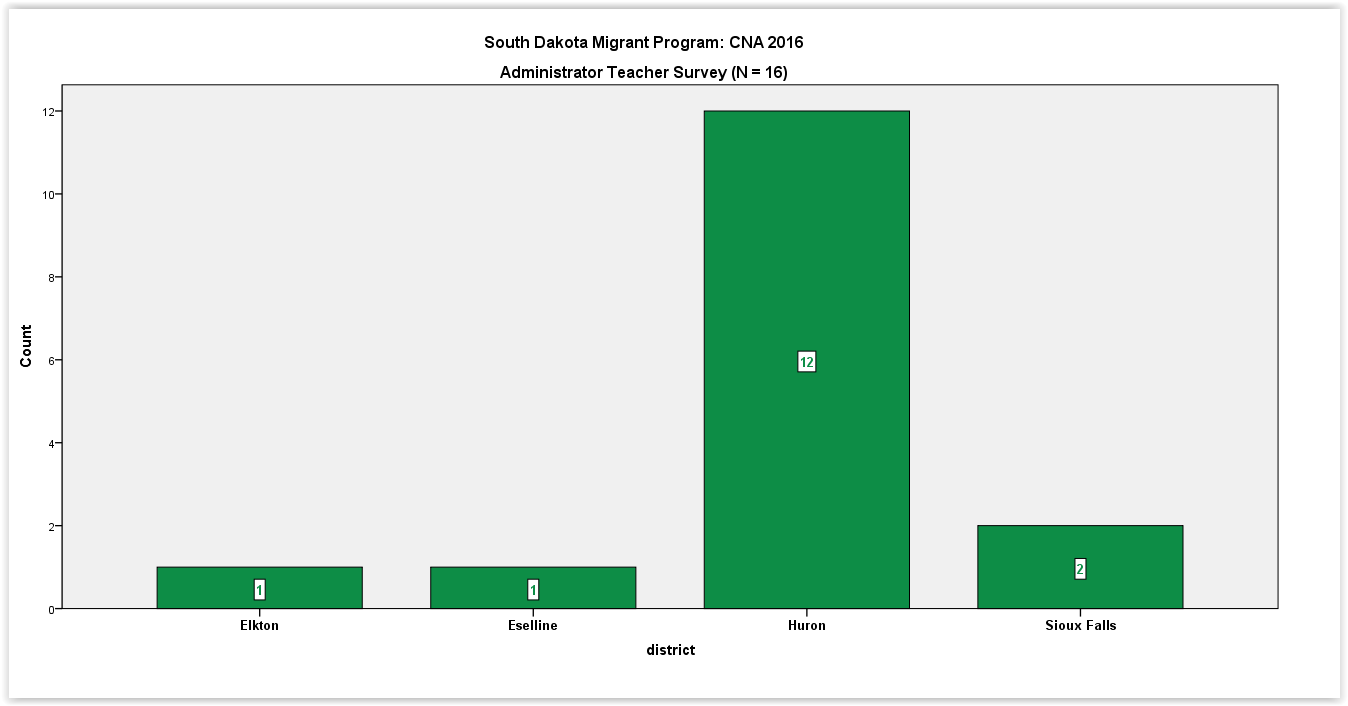 South Dakota Migrant Program: CNA 2016
Administrator Teacher Survey (N = 16)
Count
12
10
8
6
4
2
0
1
1
12
2
Elkton
Eselline
Huron
Sioux Falls
district